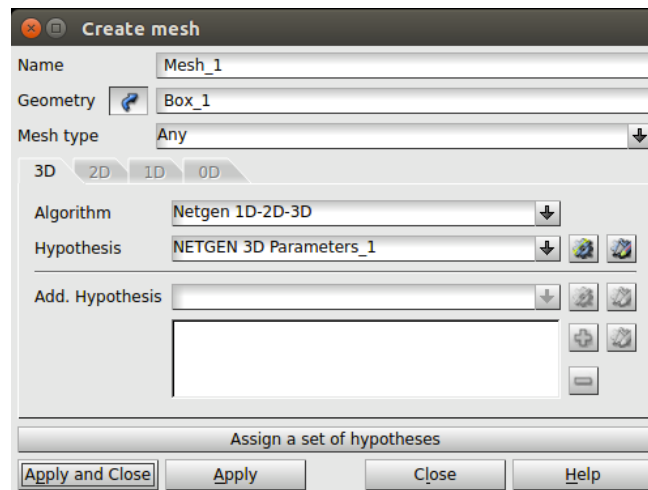 Create mesh
Name Mesh_1
Geometry Box_1
Mesh type Any
3D 2D 1D 0D
Algorithm Netgen 1D-2D-3D
Hypothesis NETGEN 3D Parameters_1
Add. Hypothesis
Assign a set of hypotheses
Apply and Close Apply Close Help